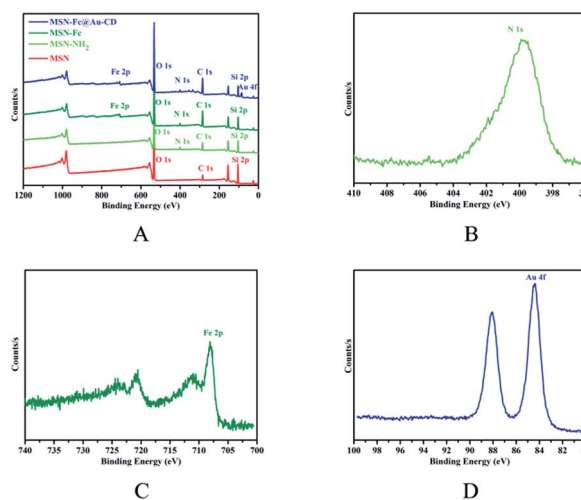 MSN-Fc@Au-CD
MSN-Fc
MSN-NH2
MSN
O 1s
Fe 2p
N 1s
C 1s
Si 2p
Au 4f
Fe 2p
O 1s
N 1s
C 1s
Si 2p
O 1s
N 1s
C 1s
Si 2p
O 1s
C 1s
Si 2p
Counts/s
1200 1000 800 600 400 200 0
Binding Energy (eV)
A
N 1s
Counts/s
410 408 406 404 402 400 398
Binding Energy (eV)
B
Fe 2p
Counts/s
740 730 720 710 700
Binding Energy (eV)
C
Au 4f
Counts/s
100 98 96 94 92 90 88 86 84 82
Binding Energy (eV)
D